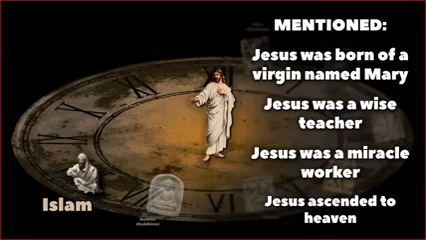 MENTIONED:
Jesus was born of a
virgin named Mary
Jesus was a wise
teacher
Jesus was a miracle
worker
Jesus ascended to
heaven
Islam